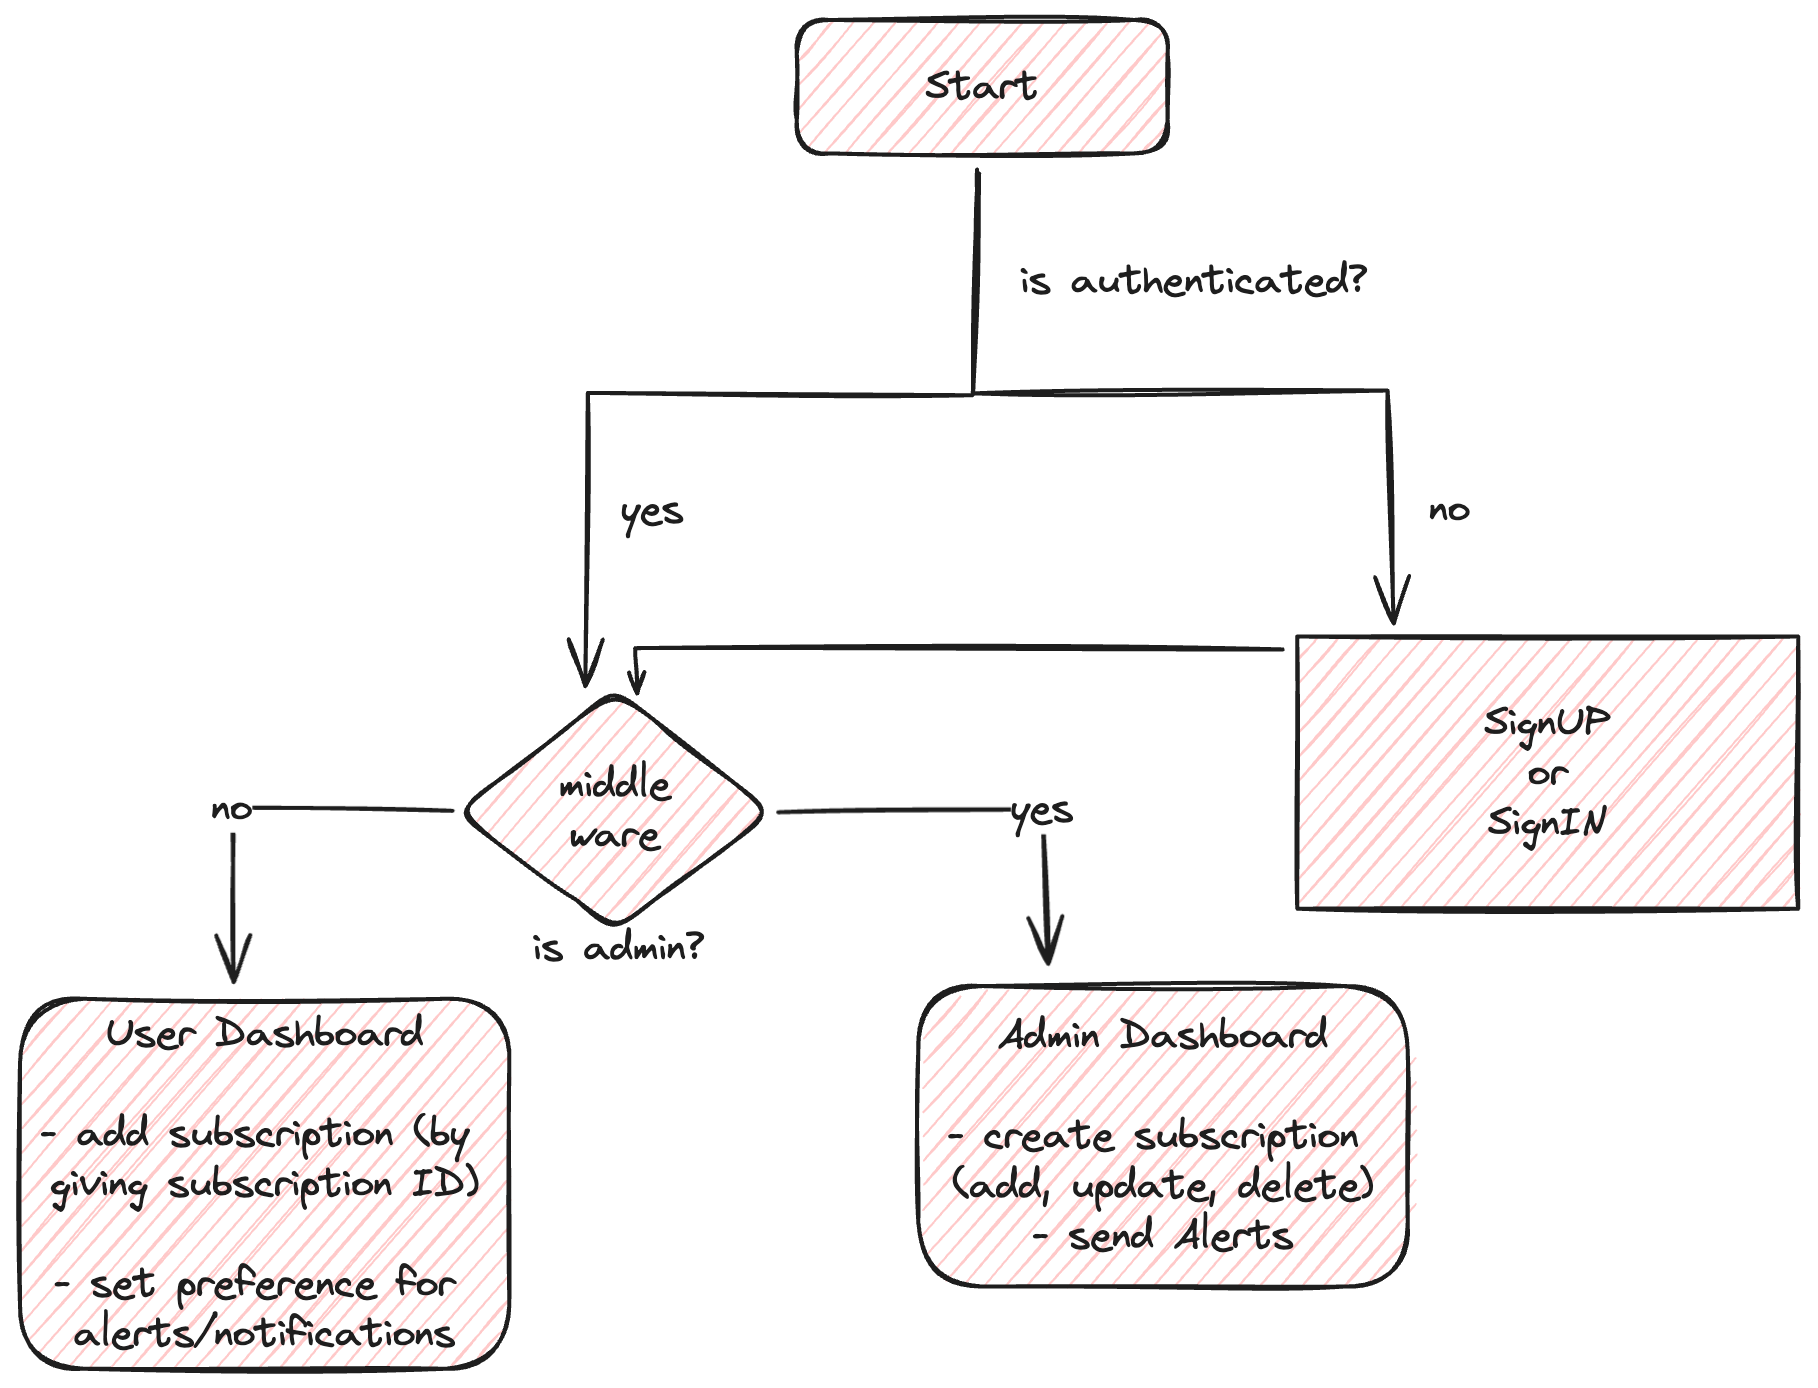 Start
is authenticated?
yes
no
SignUP
or
SignIN
middle
ware
no
yes
is admin?
User Dashboard
- add subscription (by
giving subscription ID)
- set preference for
alerts/notifications
Admin Dashboard
- create subscription
(add, update, delete)
- send Alerts